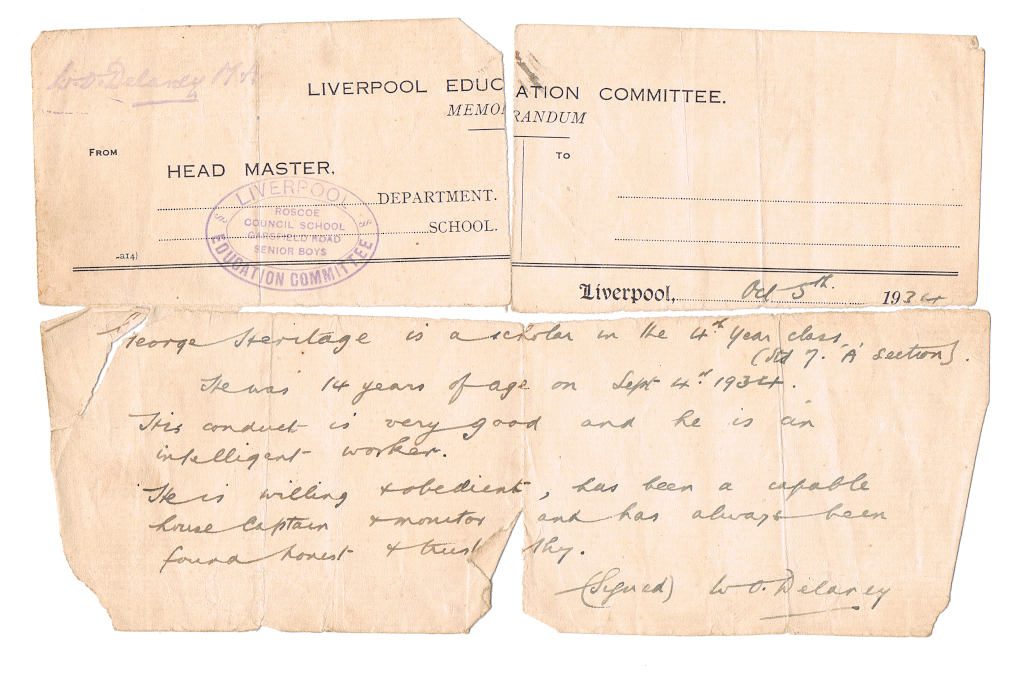 W O. Delaney M.A
LIVERPOOL EDUCATION COMMITTEE.
MEMORANDUM
FROM
TO
HEAD MASTER,
DEPARTMENT.
SCHOOL.
LIVERPOOL
ROSCOE
COUNCIL SCHOOL
GARSFIELD ROAD
SENIOR BOYS
EDUCATION COMMITTEE
Liverpool, Oct 5th. 1934
George Heritage is a scholar in the 4th Year class
(Std 7. 'A' section).
He was 14 years of age on Sept 4th 1934.
His conduct is very good and he is an
intelligent worker.
He is willing & obedient, has been a capable
house Captain & monitor and has always been
found honest & trust thy.
(Signed) W O. Delaney